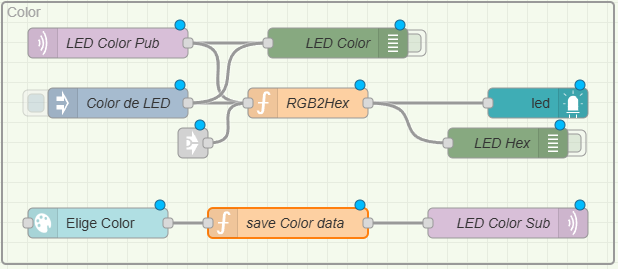 Color
LED Color Pub
LED Color
Color de LED
RGB2Hex
led
LED Hex
Elige Color
save Color data
LED Color Sub